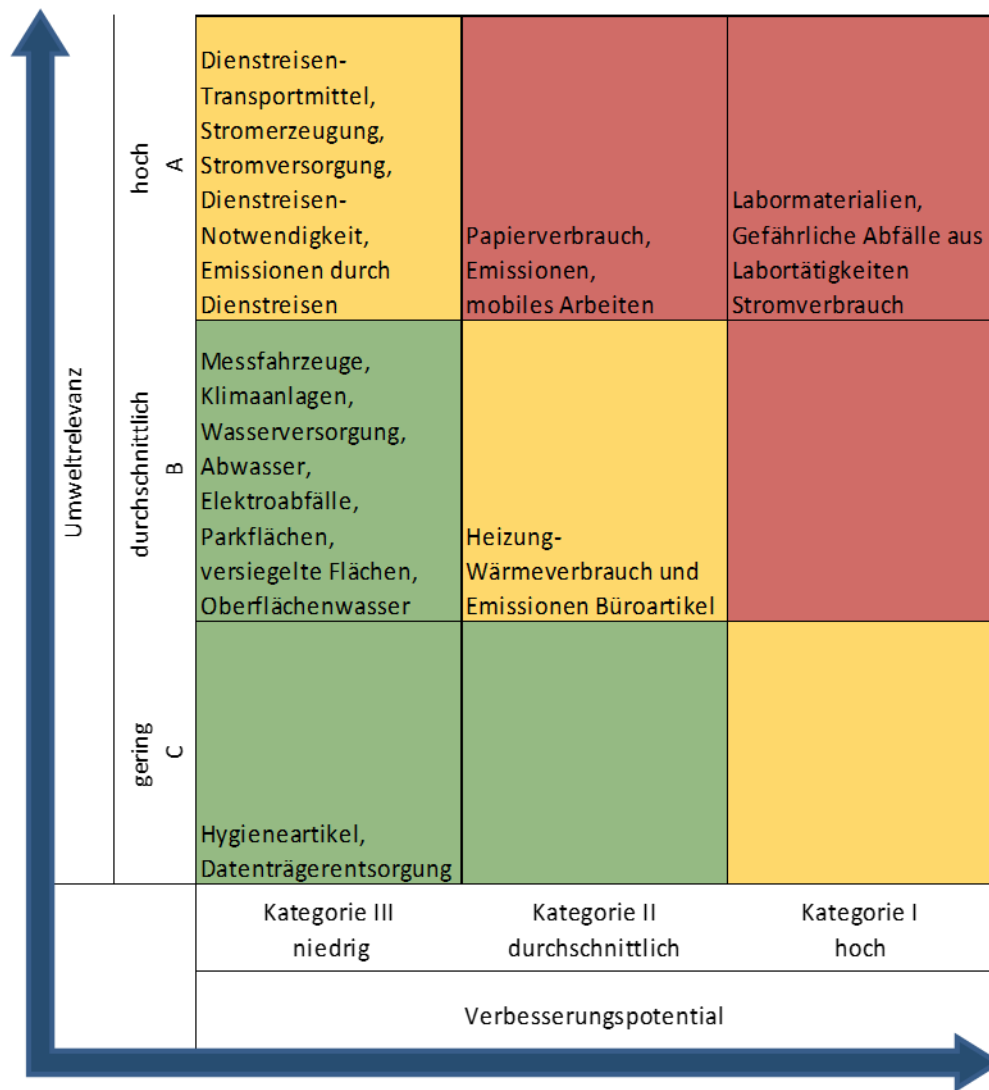 Umweltrelevanz
hoch
A
Dienstreisen-
Transportmittel,
Stromerzeugung,
Stromversorgung,
Dienstreisen-
Notwendigkeit,
Emissionen durch
Dienstreisen
Papierverbrauch,
Emissionen,
mobiles Arbeiten
Labormaterialien,
Gefährliche Abfälle aus
Labortätigkeiten
Stromverbrauch
durchschnittlich
B
Messfahrzeuge,
Klimaanlagen,
Wasserversorgung,
Abwasser,
Elektroabfälle,
Parkflächen,
versiegelte Flächen,
Oberflächenwasser
Heizung-
Wärmeverbrauch und
Emissionen Büroartikel
gering
C
Hygieneartikel,
Datenträgerentsorgung
Kategorie III
niedrig
Kategorie II
durchschnittlich
Kategorie I
hoch
Verbesserungspotential